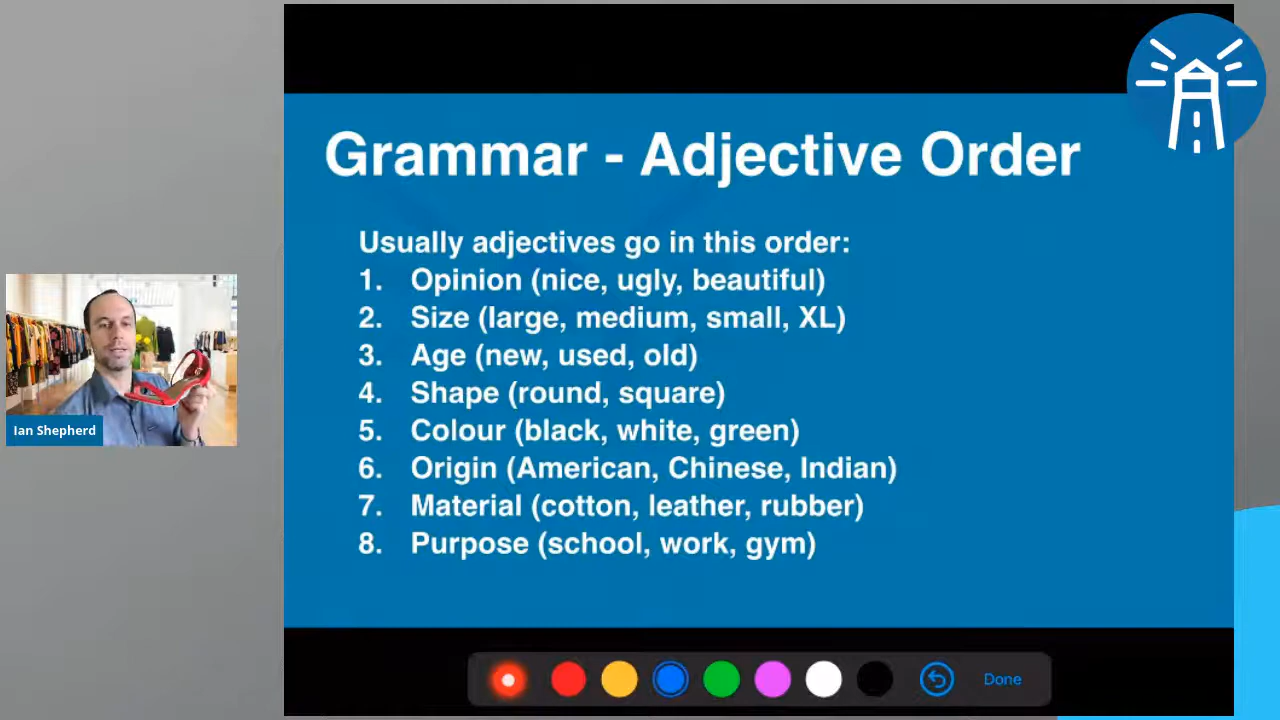 Grammar - Adjective Order
Usually adjectives go in this order:
1. Opinion (nice, ugly, beautiful)
2. Size (large, medium, small, XL)
3. Age (new, used, old)
4. Shape (round, square)
5. Colour (black, white, green)
6. Origin (American, Chinese, Indian)
7. Material (cotton, leather, rubber)
8. Purpose (school, work, gym)
Ian Shepherd
Done